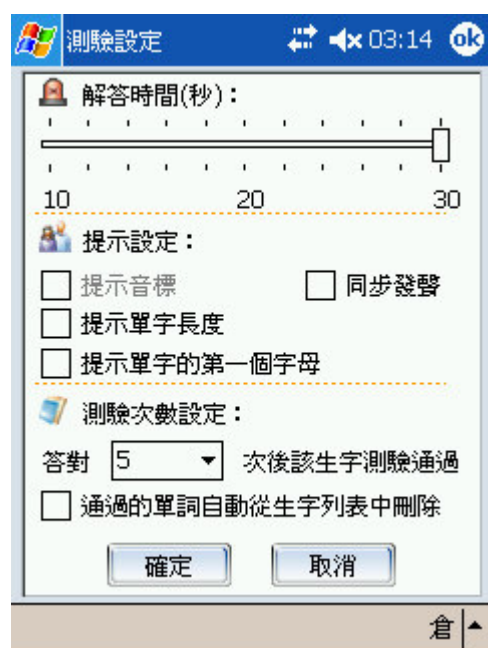 測驗設定 03:14 ok
解答時間(秒):
10 20 30
提示設定:
提示音標 同步發聲
提示單字長度
提示單字的第一個字母
測驗次數設定:
答對 5 次後該生字測驗通過
通過的單詞自動從生字列表中刪除
確定 取消
倉